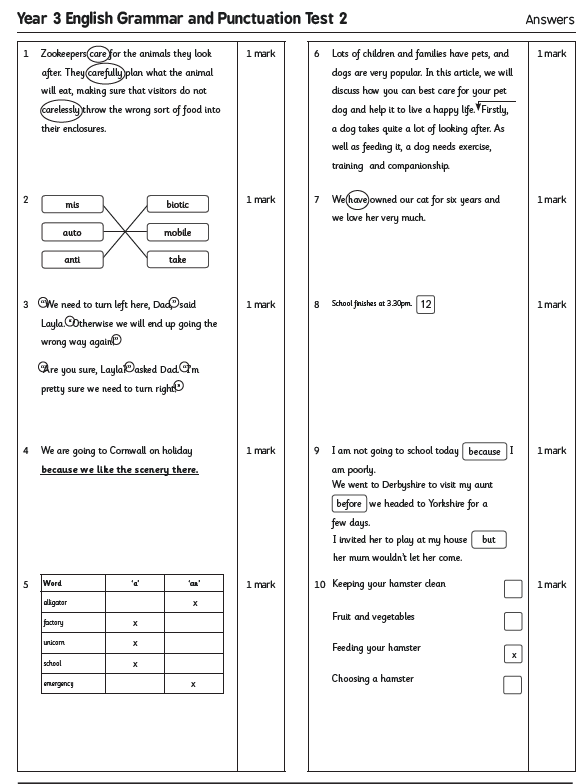 Year 3 English Grammar and Punctuation Test 2
Answers
1
Zookeepers care for the animals they look
after. They carefully plan what the animal
will eat, making sure that visitors do not
carelessly throw the wrong sort of food into
their enclosures.
1 mark
2
mis biotic
auto mobile
anti take
1 mark
3
“We need to turn left here, Dad,” said
Layla. “Otherwise we will end up going the
wrong way again!”
“Are you sure, Layla?” asked Dad. “I’m
pretty sure we need to turn right!”
1 mark
4
We are going to Cornwall on holiday
because we like the scenery there.
1 mark
5
Word ‘a’ ‘an’
alligator x
factory x
unicorn x
school x
emergency x
1 mark
6
Lots of children and families have pets, and
dogs are very popular. In this article, we will
discuss how you can best care for your pet
dog and help it to live a happy life. Firstly,
a dog takes quite a lot of looking after. As
well as feeding it, a dog needs exercise,
training and companionship.
1 mark
7
We have owned our cat for six years and
we love her very much.
1 mark
8
School finishes at 3.30pm. 12
1 mark
9
I am not going to school today because I
am poorly.
We went to Derbyshire to visit my aunt
before we headed to Yorkshire for a
few days.
I invited her to play at my house but
her mum wouldn’t let her come.
1 mark
10
Keeping your hamster clean
Fruit and vegetables
Feeding your hamster x
Choosing a hamster
1 mark